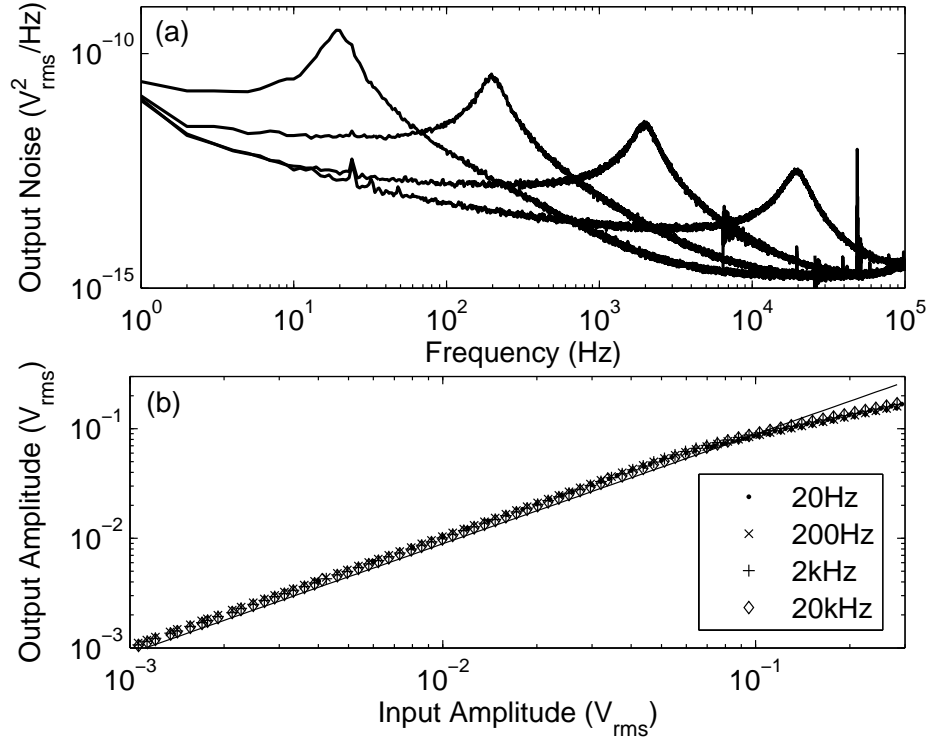 (a)
Output Noise (V²rms/Hz)
10⁻¹⁰
10⁻¹⁵
10⁰ 10¹ 10² 10³ 10⁴ 10⁵
Frequency (Hz)
(b)
Output Amplitude (Vrms)
10⁻¹
10⁻²
10⁻³
10⁻³ 10⁻² 10⁻¹
Input Amplitude (Vrms)
20Hz
200Hz
2kHz
20kHz